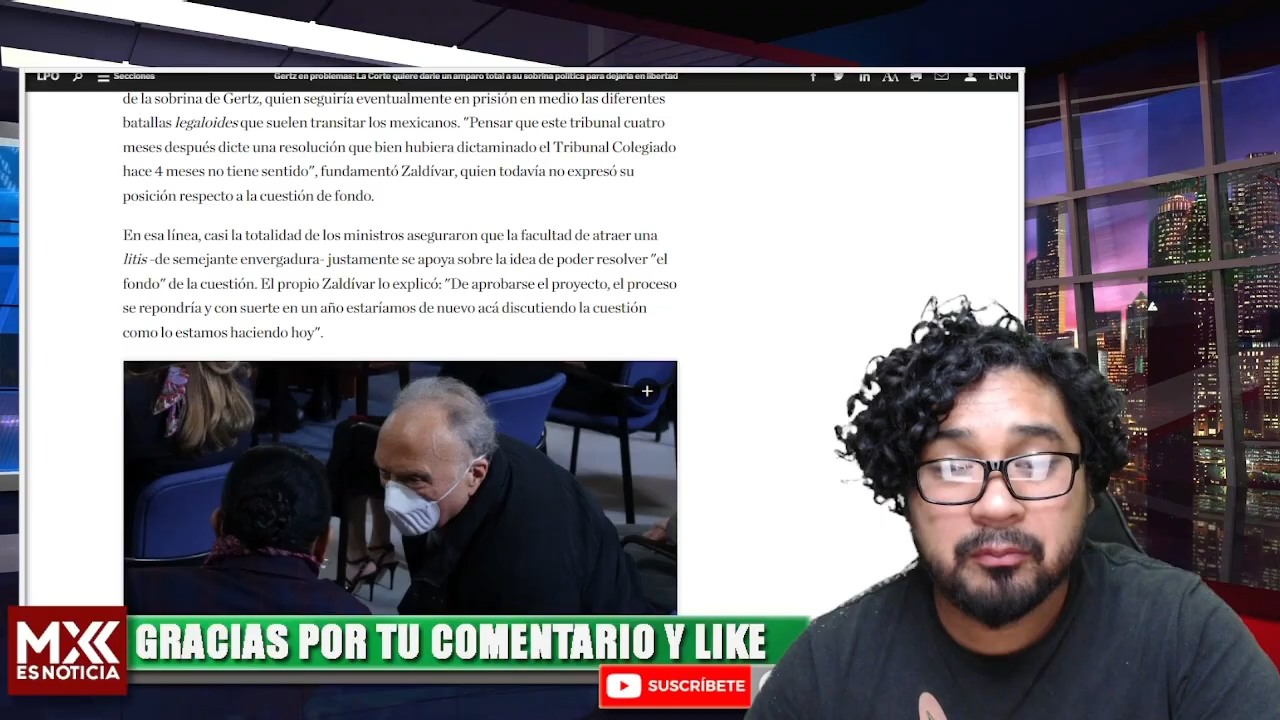 LPO Secciones Gertz en problemas: La Corte quiere darle un amparo total a su sobrina política para dejarla en libertad ENG
de la sobrina de Gertz, quien seguiría eventualmente en prisión en medio las diferentes
batallas legaloides que suelen transitar los mexicanos. "Pensar que este tribunal cuatro
meses después dicte una resolución que bien hubiera dictaminado el Tribunal Colegiado
hace 4 meses no tiene sentido", fundamentó Zaldívar, quien todavía no expresó su
posición respecto a la cuestión de fondo.
En esa línea, casi la totalidad de los ministros aseguraron que la facultad de atraer una
litis -de semejante envergadura- justamente se apoya sobre la idea de poder resolver "el
fondo" de la cuestión. El propio Zaldívar lo explicó: "De aprobarse el proyecto, el proceso
se repondría y con suerte en un año estaríamos de nuevo acá discutiendo la cuestión
como lo estamos haciendo hoy".
MX
ES NOTICIA
GRACIAS POR TU COMENTARIO Y LIKE
SUSCRÍBETE